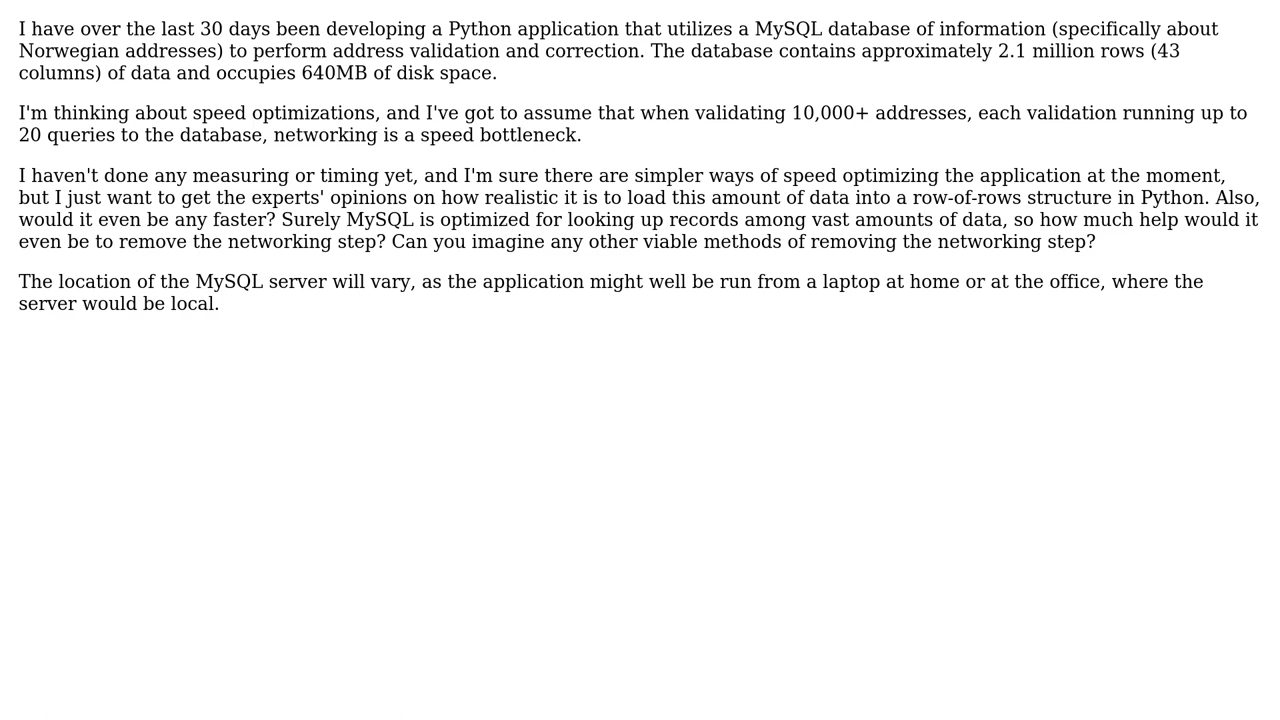 I have over the last 30 days been developing a Python application that utilizes a MySQL database of information (specifically about
Norwegian addresses) to perform address validation and correction. The database contains approximately 2.1 million rows (43
columns) of data and occupies 640MB of disk space.
I'm thinking about speed optimizations, and I've got to assume that when validating 10,000+ addresses, each validation running up to
20 queries to the database, networking is a speed bottleneck.
I haven't done any measuring or timing yet, and I'm sure there are simpler ways of speed optimizing the application at the moment,
but I just want to get the experts' opinions on how realistic it is to load this amount of data into a row-of-rows structure in Python. Also,
would it even be any faster? Surely MySQL is optimized for looking up records among vast amounts of data, so how much help would it
even be to remove the networking step? Can you imagine any other viable methods of removing the networking step?
The location of the MySQL server will vary, as the application might well be run from a laptop at home or at the office, where the
server would be local.